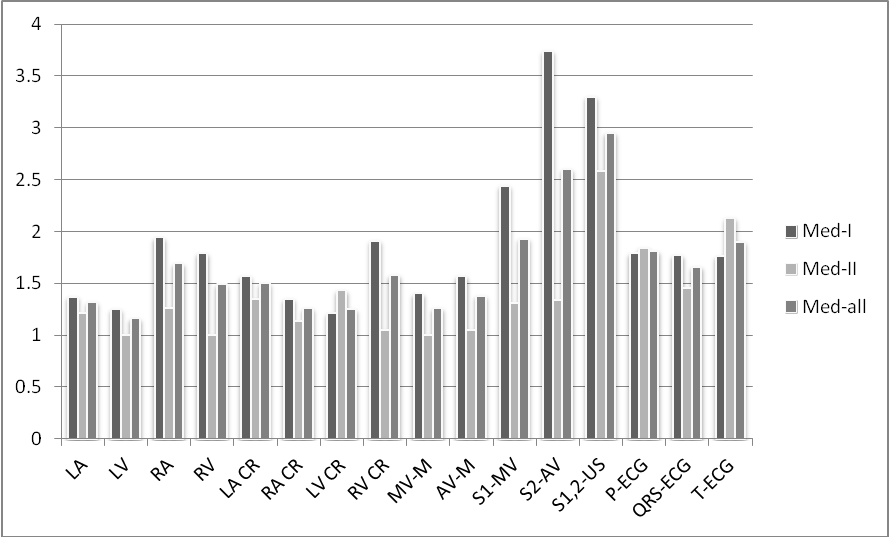 4
3.5
3
2.5
2
1.5
1
0.5
0
LA
LV
RA
RV
LA CR
RA CR
LV CR
RV CR
MV-M
AV-M
S1-MV
S2-AV
S1,2-US
P-ECG
QRS-ECG
T-ECG
Med-I
Med-II
Med-all